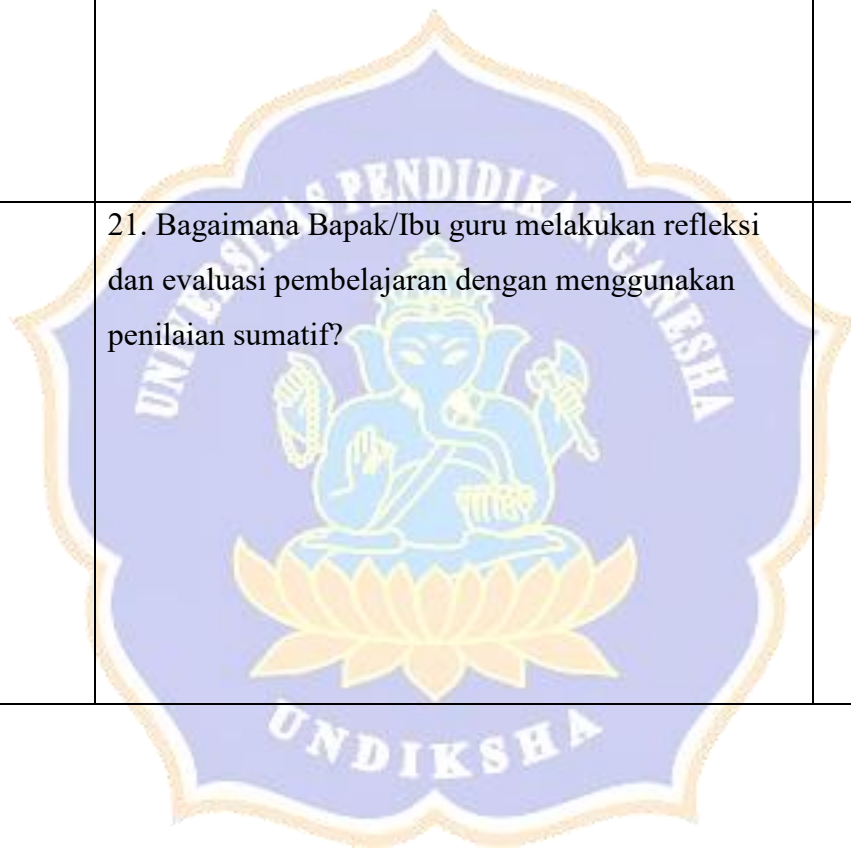 UNIVERSITAS PENDIDIKAN GANESHA
21. Bagaimana Bapak/Ibu guru melakukan refleksi
dan evaluasi pembelajaran dengan menggunakan
penilaian sumatif?
UNDIKSHA